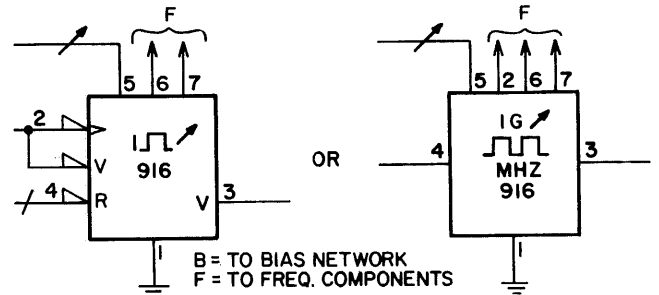 F F
5 6 7 5 2 6 7
2 1 1G
V 916 4 MHZ 3
OR
4 R V 3 916
1 1
B = TO BIAS NETWORK
F = TO FREQ. COMPONENTS